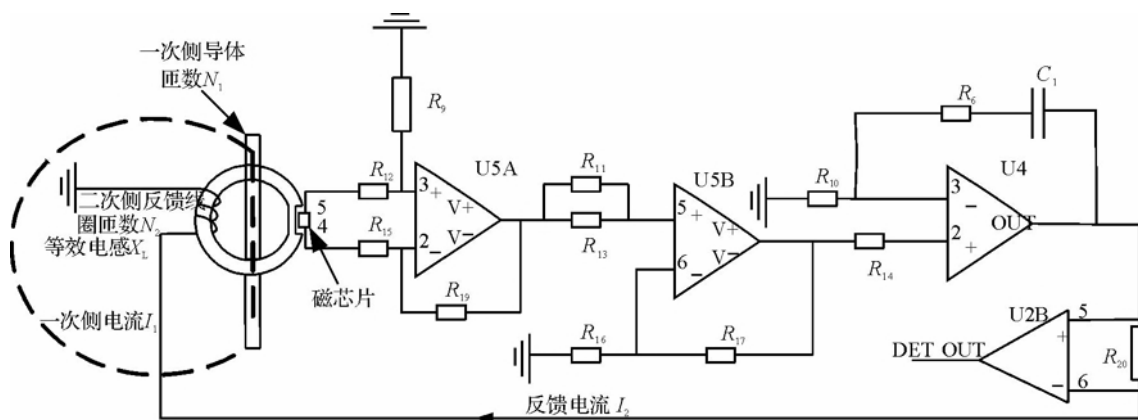 一次侧导体
匝数N₁
R₉
C₁
R₆
R₁₂
U5A
R₁₁
U5B
R₁₀
U4
3
+
V+
V−
2
−
5
4
R₁₅
R₁₃
5
+
V+
V−
6
−
3
−
OUT
2
+
R₁₄
二次侧反馈线
圈匝数N₂
等效电感X_L
磁芯片
R₁₉
一次侧电流I₁
R₁₆
R₁₇
U2B
5
+
−
6
DET OUT
R₂₀
反馈电流 I₂